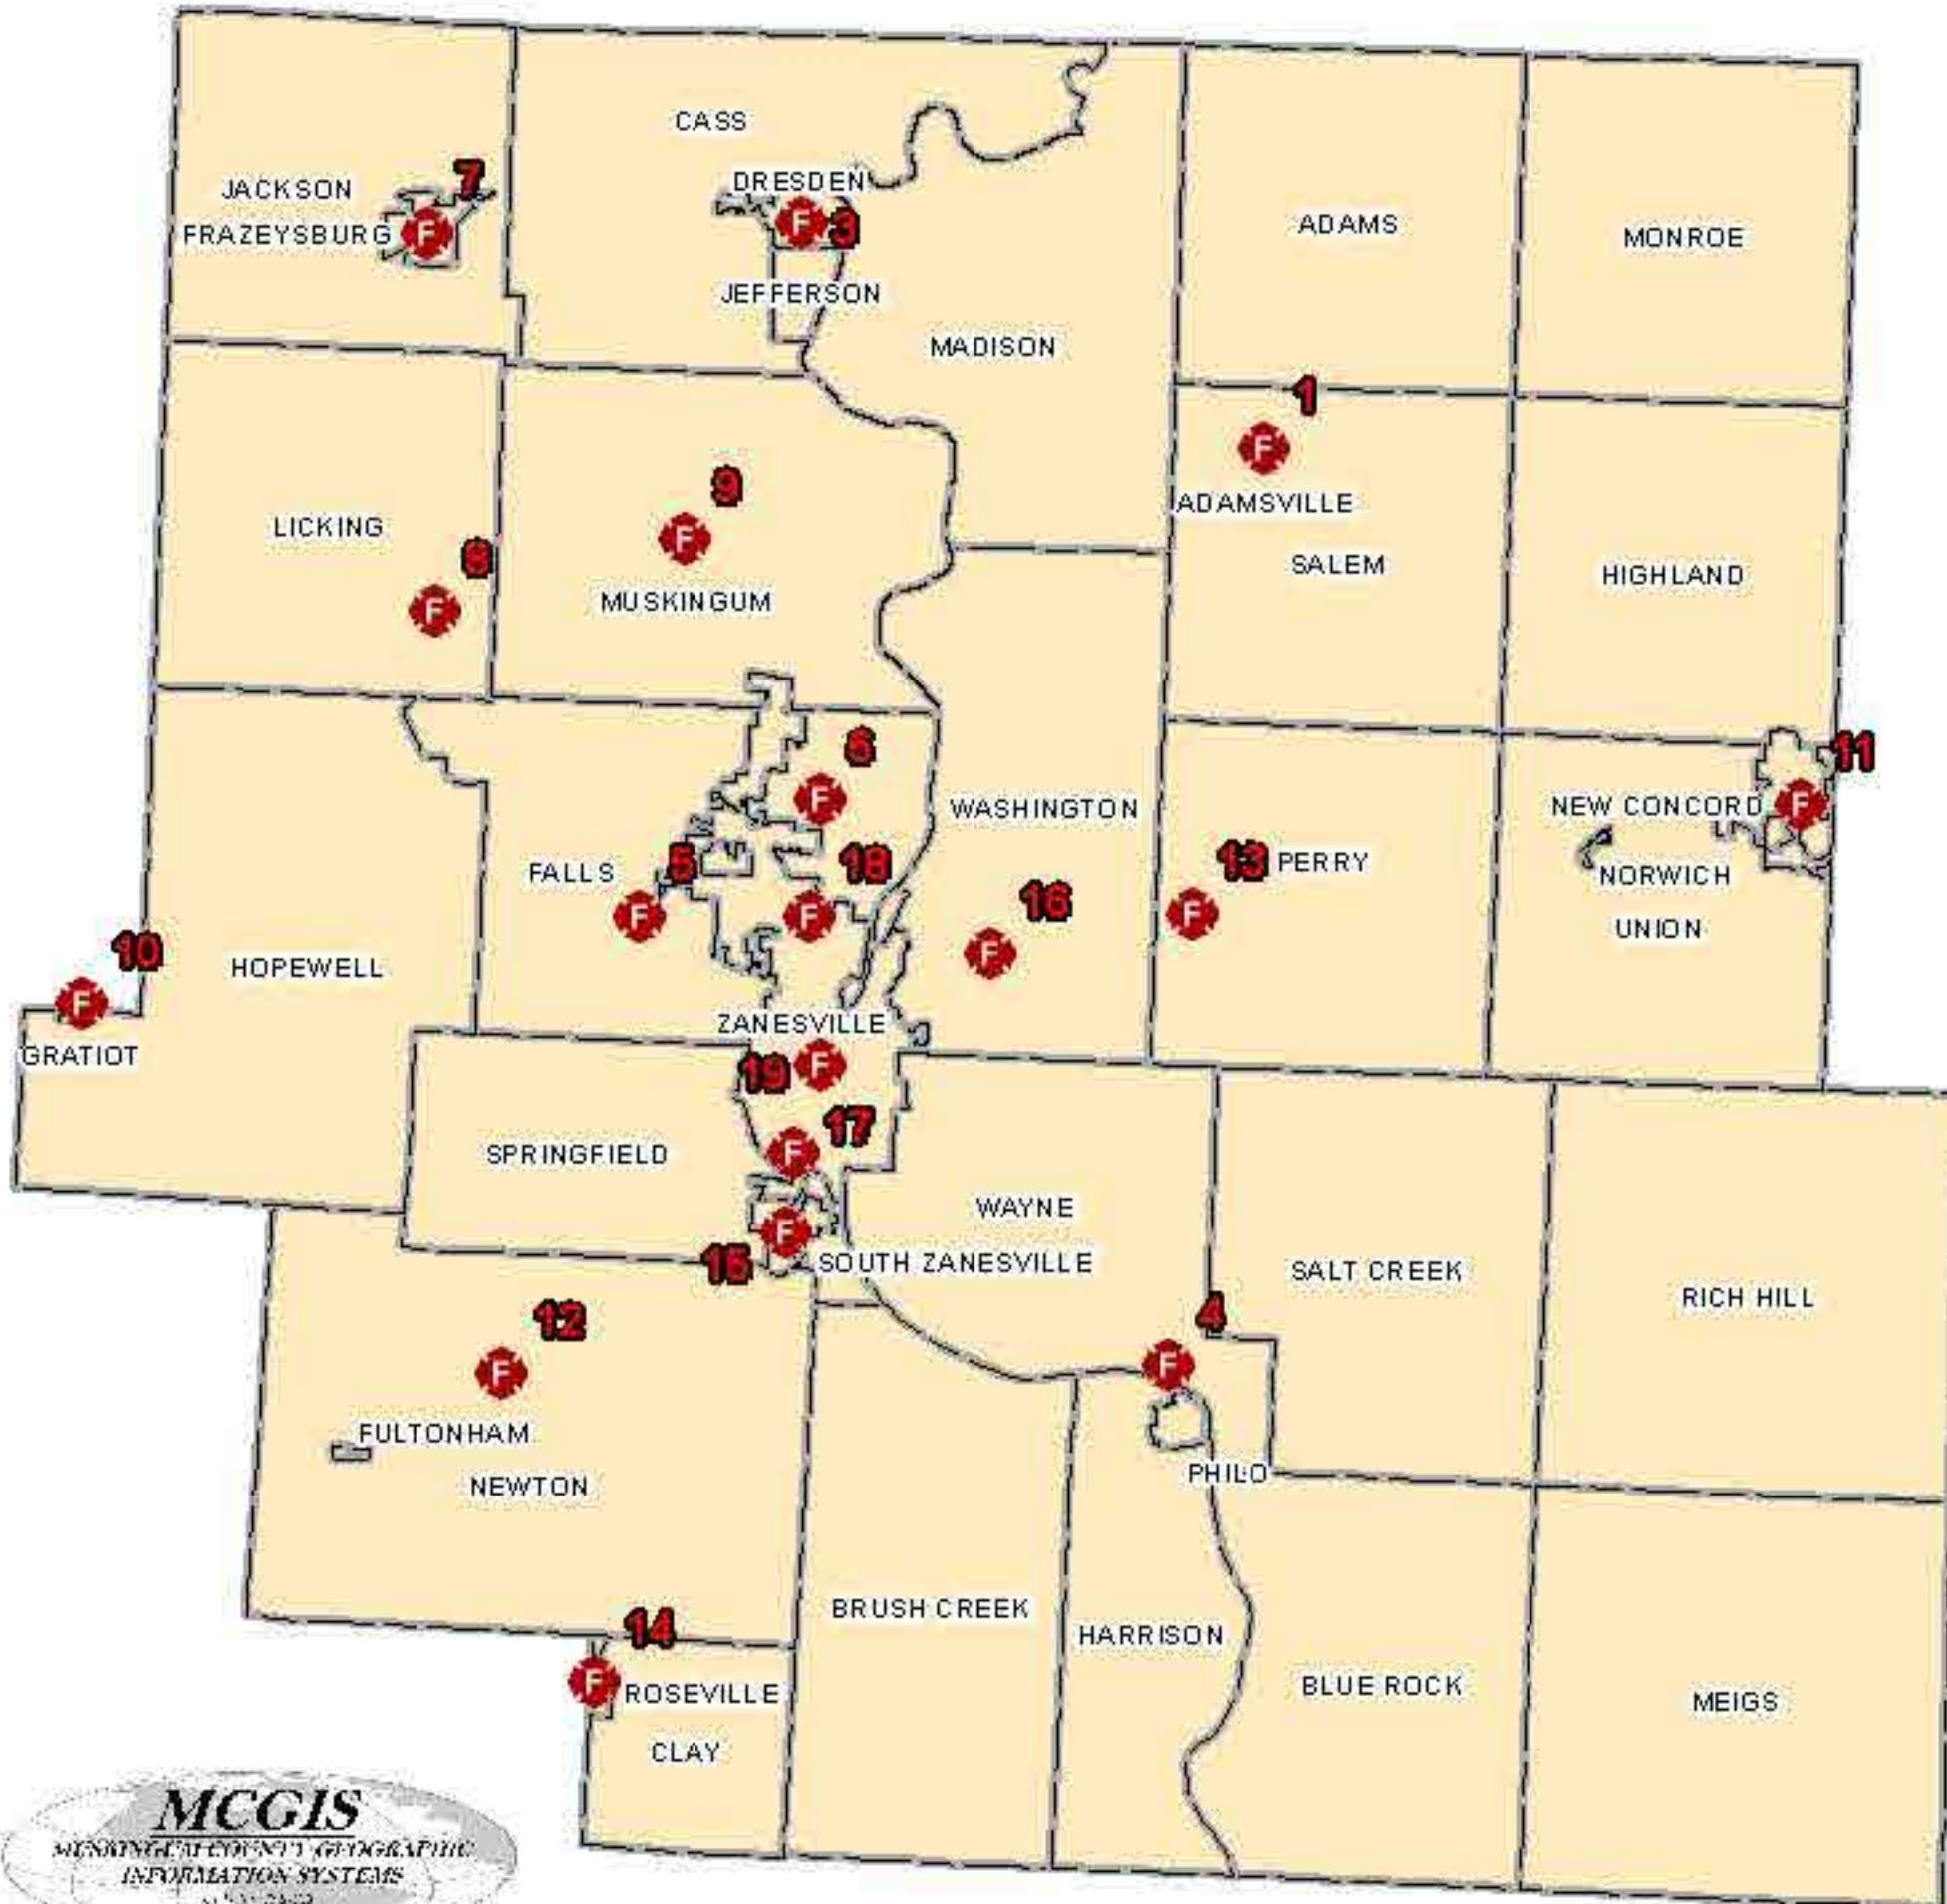 CASS
7
DRESDEN
JACKSON
F
3
FRAZEYSBURG
F
ADAMS
MONROE
JEFFERSON
MADISON
1
F
9
ADAMSVILLE
LICKING
F
SALEM
HIGHLAND
F
MUSKINGUM
11
F
NEW CONCORD
F
WASHINGTON
5
18
13
PERRY
FALLS
NORWICH
16
F
F
F
UNION
10
F
HOPEWELL
F
ZANESVILLE
GRATIOT
19
F
17
SPRINGFIELD
F
WAYNE
F
SOUTH ZANESVILLE
15
SALT CREEK
RICH HILL
12
4
F
F
FULTONHAM
PHILO
NEWTON
14
BRUSH CREEK
HARRISON
F
ROSEVILLE
BLUE ROCK
MEIGS
CLAY
MCGIS
MUSKINGUM COUNTY GEOGRAPHIC
INFORMATION SYSTEMS